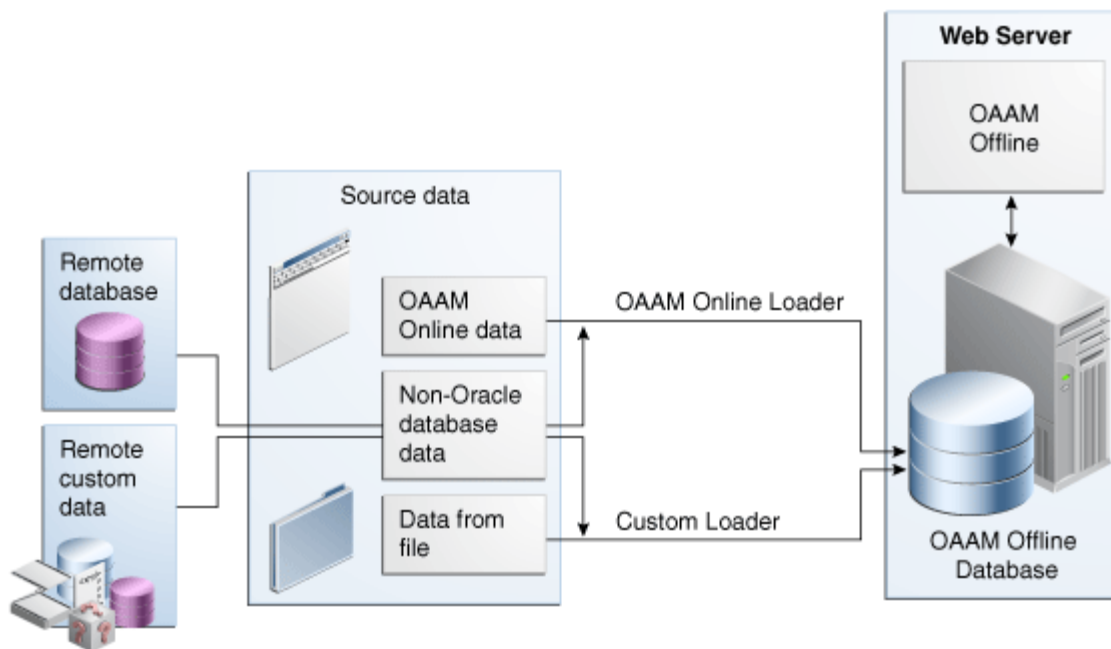 Web Server
OAAM
Offline
Source data
Remote
database
OAAM
Online data
OAAM Online Loader
Non-Oracle
database
data
Remote
custom
data
Data from
file
Custom Loader
OAAM Offline
Database